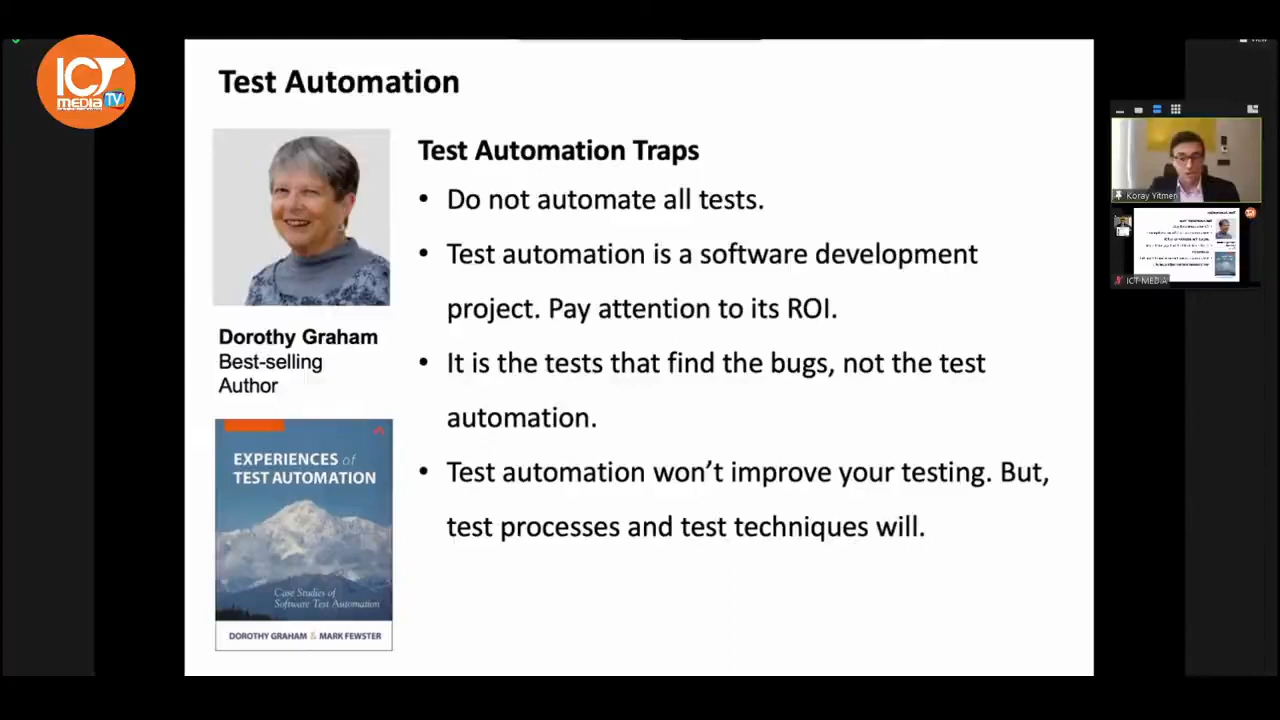 ICT
MEDIA TV
Test Automation
Test Automation Traps
• Do not automate all tests.
• Test automation is a software development
project. Pay attention to its ROI.
• It is the tests that find the bugs, not the test
automation.
• Test automation won’t improve your testing. But,
test processes and test techniques will.
Dorothy Graham
Best-selling
Author
EXPERIENCES of
TEST AUTOMATION
Case Studies of
Software Test Automation
DOROTHY GRAHAM & MARK FEWSTER
Koray Yitmen
ICT-MEDIA